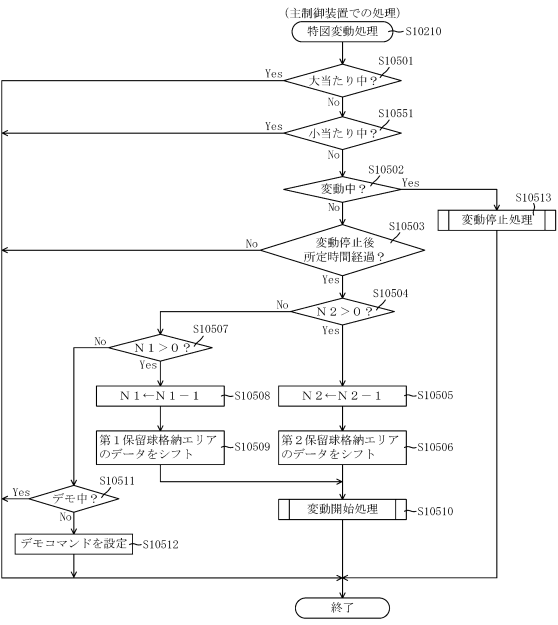 (主制御装置での処理)
特図変動処理
S10210
S10501
大当たり中？
Yes
No
S10551
小当たり中？
Yes
No
S10502
変動中？
Yes
No
S10513
変動停止処理
S10503
変動停止後
所定時間経過？
No
Yes
S10504
Ｎ２＞０？
No
Yes
S10507
Ｎ１＞０？
No
Yes
Ｎ１←Ｎ１－１
S10508
Ｎ２←Ｎ２－１
S10505
第１保留球格納エリア
のデータをシフト
S10509
第２保留球格納エリア
のデータをシフト
S10506
S10511
デモ中？
Yes
No
変動開始処理
S10510
デモコマンドを設定
S10512
終了